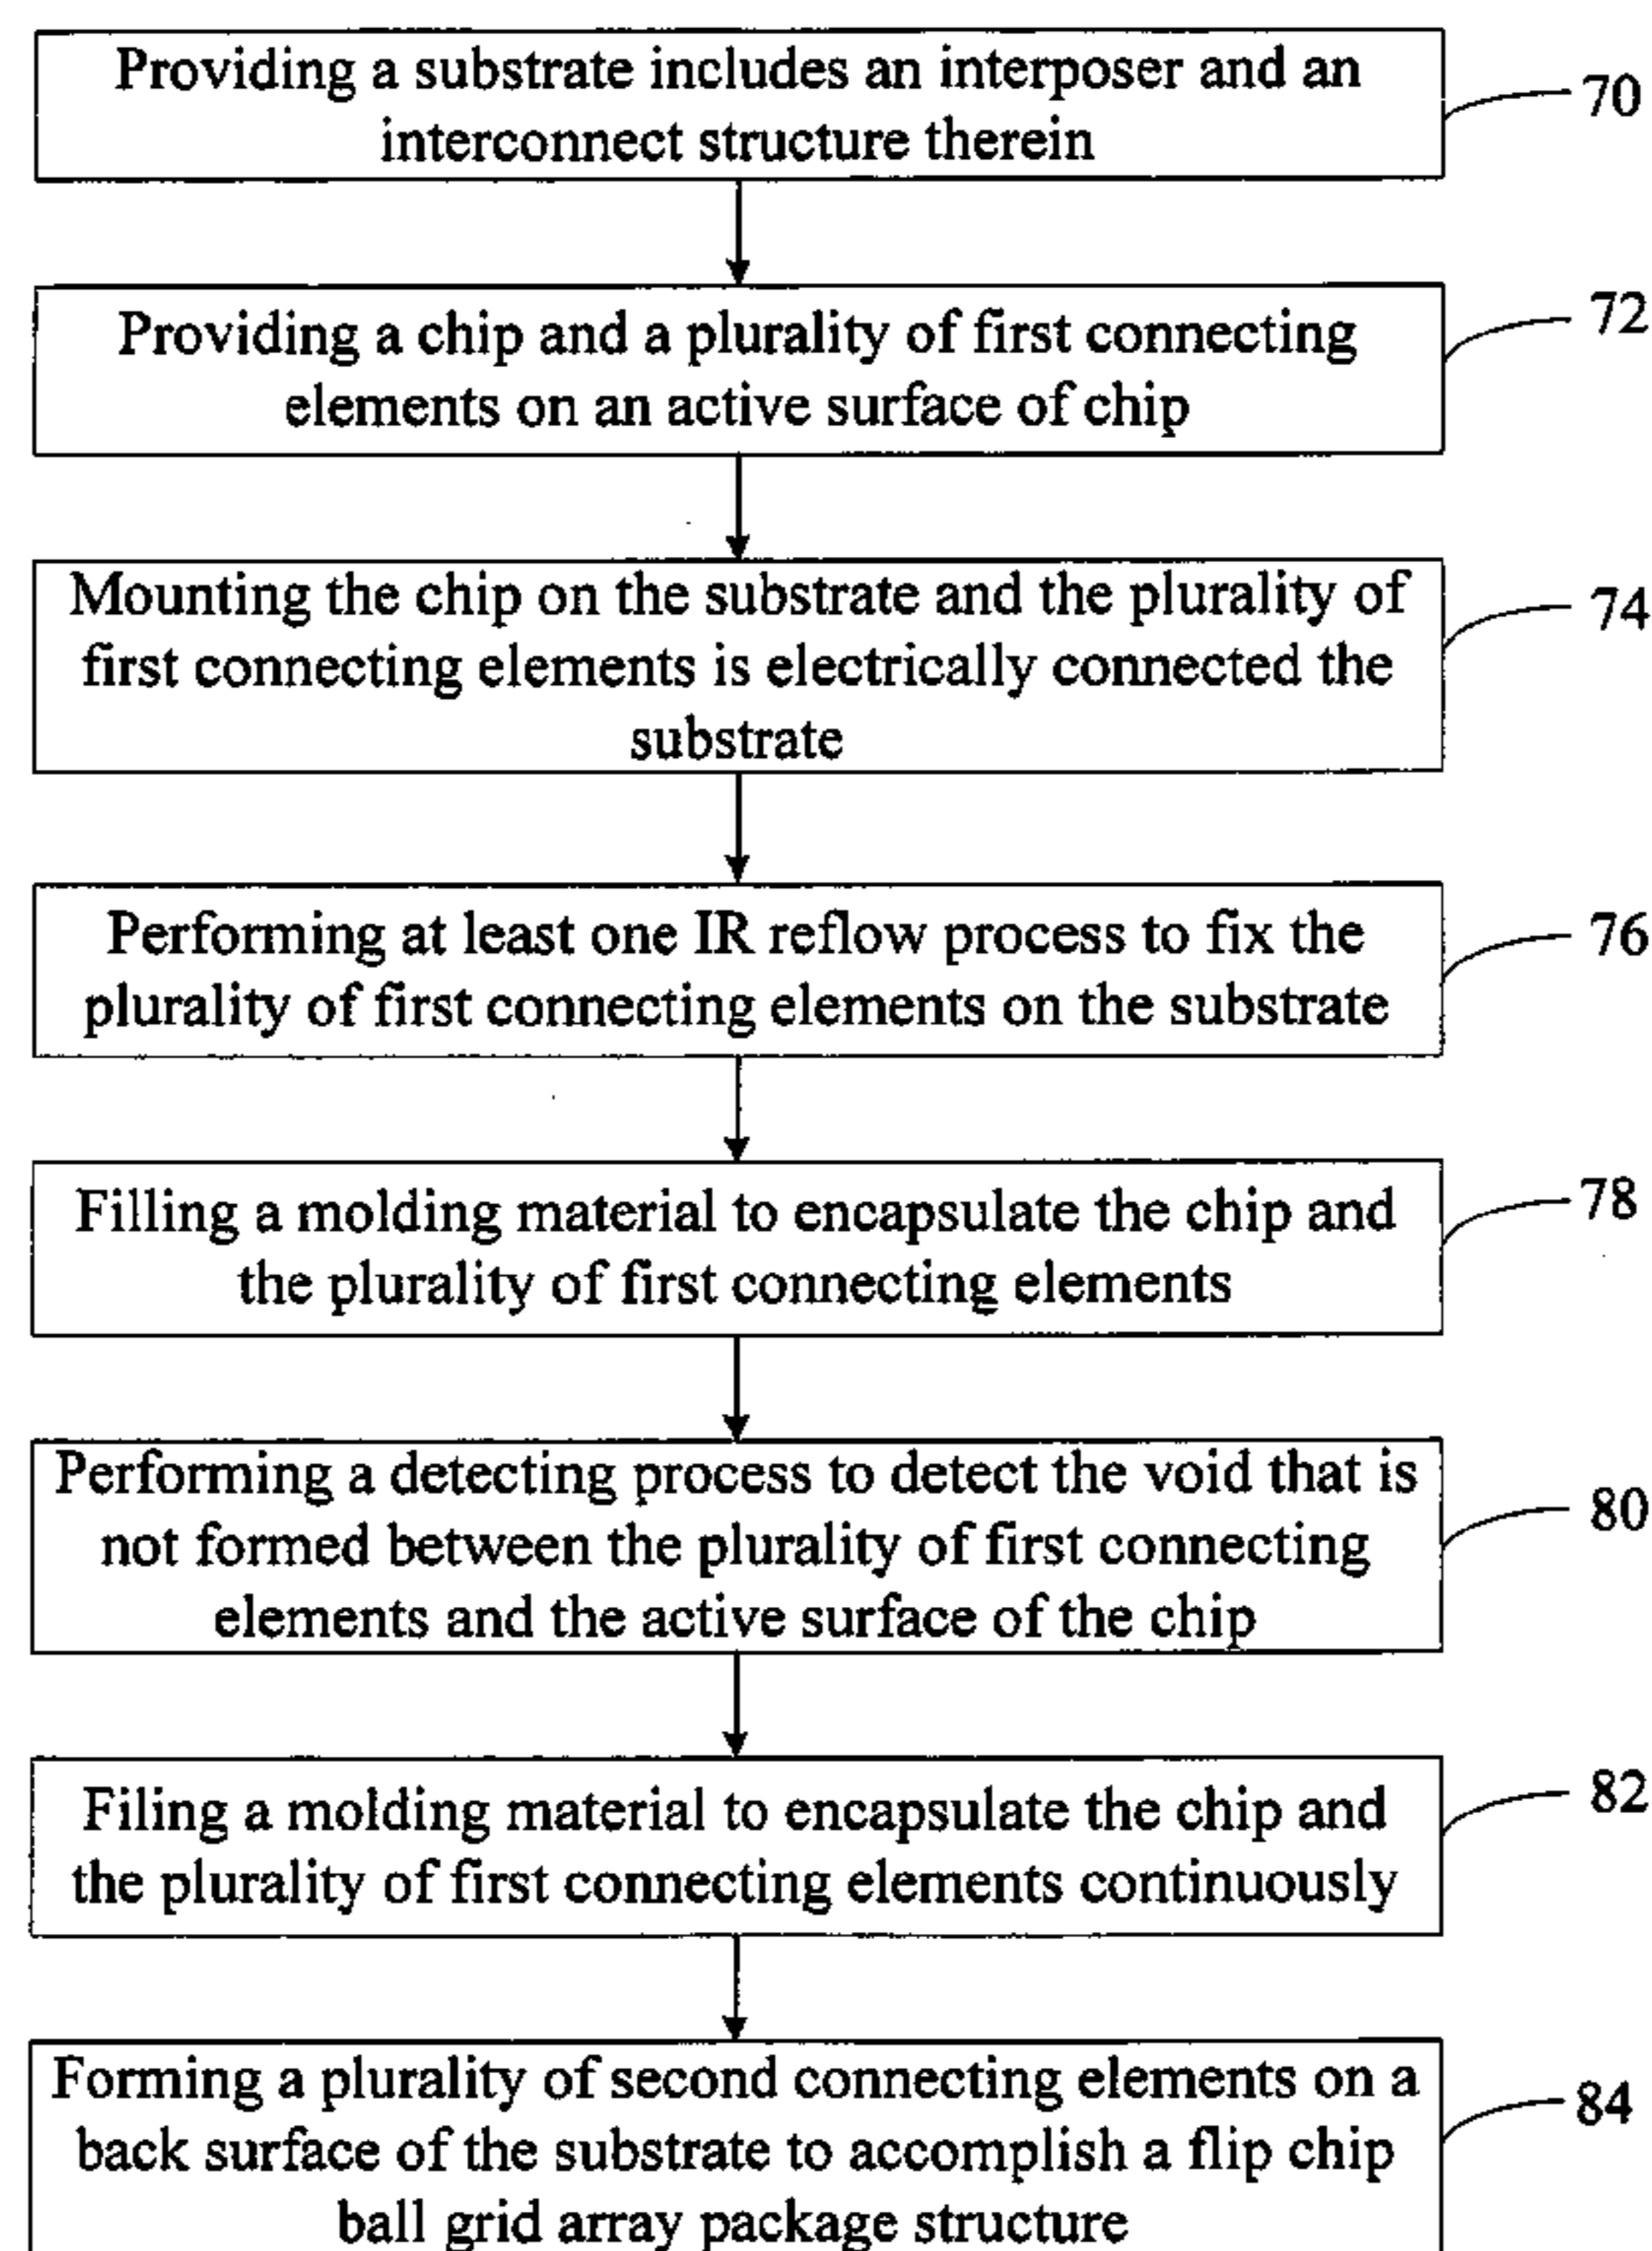 Providing a substrate includes an interposer and an
interconnect structure therein
70
Providing a chip and a plurality of first connecting
elements on an active surface of chip
72
Mounting the chip on the substrate and the plurality of
first connecting elements is electrically connected the
substrate
74
Performing at least one IR reflow process to fix the
plurality of first connecting elements on the substrate
76
Filling a molding material to encapsulate the chip and
the plurality of first connecting elements
78
Performing a detecting process to detect the void that is
not formed between the plurality of first connecting
elements and the active surface of the chip
80
Filing a molding material to encapsulate the chip and
the plurality of first connecting elements continuously
82
Forming a plurality of second connecting elements on a
back surface of the substrate to accomplish a flip chip
ball grid array package structure
84